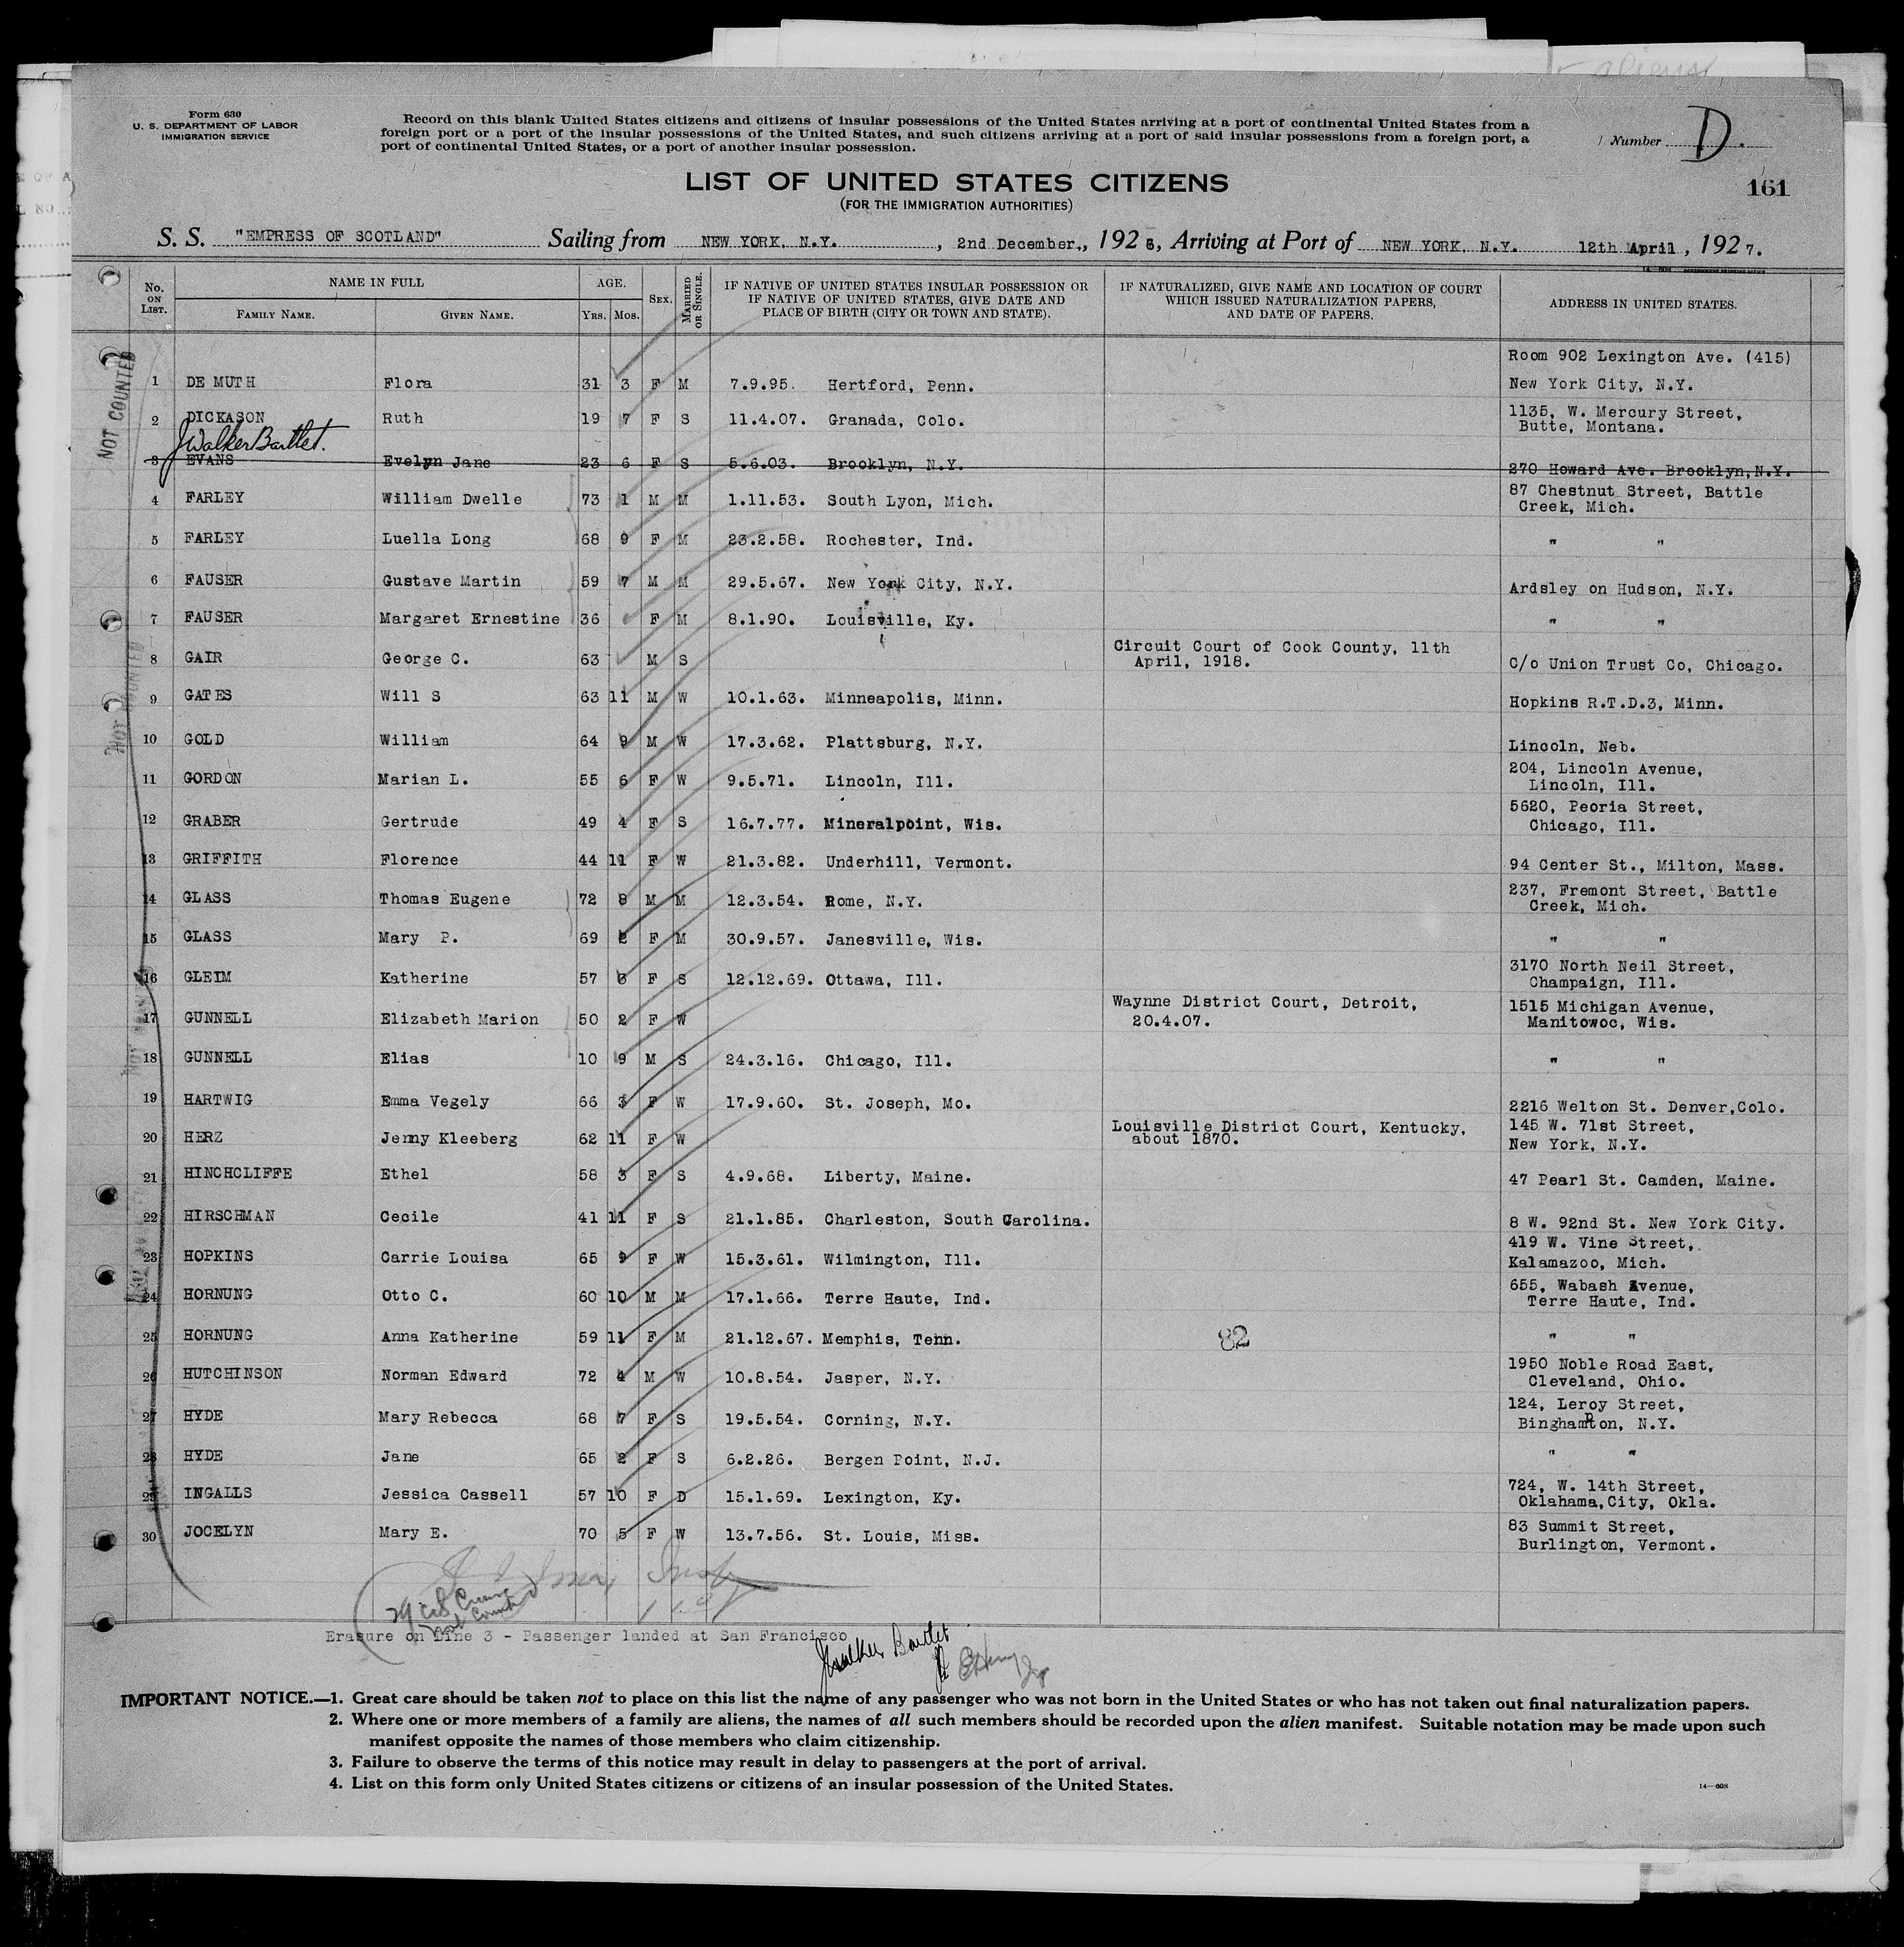 aliens
Form 630
U. S. DEPARTMENT OF LABOR
IMMIGRATION SERVICE
Record on this blank United States citizens and citizens of insular possessions of the United States arriving at a port of continental United States from a
foreign port or a port of the insular possessions of the United States, and such citizens arriving at a port of said insular possessions from a foreign port, a
port of continental United States, or a port of another insular possession.
Number D.
161
LIST OF UNITED STATES CITIZENS
(FOR THE IMMIGRATION AUTHORITIES)
S. S. "EMPRESS OF SCOTLAND" Sailing from NEW YORK, N.Y. , 2nd December., 1926, Arriving at Port of NEW YORK, N.Y. 12th April, 1927.
No. ON LIST. NAME IN FULL FAMILY NAME. GIVEN NAME. AGE. Yrs. Mos. SEX. MARRIED OR SINGLE. IF NATIVE OF UNITED STATES INSULAR POSSESSION OR IF NATIVE OF UNITED STATES, GIVE DATE AND PLACE OF BIRTH (CITY OR TOWN AND STATE). IF NATURALIZED, GIVE NAME AND LOCATION OF COURT WHICH ISSUED NATURALIZATION PAPERS, AND DATE OF PAPERS. ADDRESS IN UNITED STATES.
NOT COUNTED
Room 902 Lexington Ave. (415)
1 DE MUTH Flora 31 3 F M 7.9.95. Hertford, Penn. New York City, N.Y.
2 DICKASON Ruth 19 7 F S 11.4.07. Granada, Colo. 1135, W. Mercury Street,
Butte, Montana.
JWalkerBartlet.
3 EVANS Evelyn Jane 23 6 F S 5.6.03. Brooklyn, N.Y. 270 Howard Ave. Brooklyn,N.Y.
4 FARLEY William Dwelle 73 1 M M 1.11.53. South Lyon, Mich. 87 Chestnut Street, Battle
Creek, Mich.
5 FARLEY Luella Long 68 9 F M 23.2.58. Rochester, Ind. " "
6 FAUSER Gustave Martin 59 7 M M 29.5.67. New York City, N.Y. Ardsley on Hudson, N.Y.
7 FAUSER Margaret Ernestine 36 F M 8.1.90. Louisville, Ky. " "
8 GAIR George C. 63 M S Circuit Court of Cook County, 11th
April, 1918. C/o Union Trust Co, Chicago.
9 GATES Will S 63 11 M W 10.1.63. Minneapolis, Minn. Hopkins R.T.D.3, Minn.
NOT COUNTED
10 GOLD William 64 9 M W 17.3.62. Plattsburg, N.Y. Lincoln, Neb.
11 GORDON Marian L. 55 6 F W 9.5.71. Lincoln, Ill. 204, Lincoln Avenue,
Lincoln, Ill.
12 GRABER Gertrude 49 4 F S 16.7.77. Mineralpoint, Wis. 5620, Peoria Street,
Chicago, Ill.
13 GRIFFITH Florence 44 11 F W 21.3.82. Underhill, Vermont. 94 Center St., Milton, Mass.
14 GLASS Thomas Eugene 72 8 M M 12.3.54. Rome, N.Y. 237, Fremont Street, Battle
Creek, Mich.
15 GLASS Mary P. 69 2 F M 30.9.57. Janesville, Wis. " "
16 GLEIM Katherine 57 F S 12.12.69. Ottawa, Ill. 3170 North Neil Street,
Champaign, Ill.
17 GUNNELL Elizabeth Marion 50 2 F W Waynne District Court, Detroit,
20.4.07. 1515 Michigan Avenue,
Manitowoc, Wis.
18 GUNNELL Elias 10 9 M S 24.3.16. Chicago, Ill. " "
19 HARTWIG Emma Vegely 66 3 F W 17.9.60. St. Joseph, Mo. 2216 Welton St. Denver,Colo.
20 HERZ Jenny Kleeberg 62 11 F W Louisville District Court, Kentucky,
about 1870. 145 W. 71st Street,
New York, N.Y.
21 HINCHCLIFFE Ethel 58 3 F S 4.9.68. Liberty, Maine. 47 Pearl St. Camden, Maine.
22 HIRSCHMAN Cecile 41 11 F S 21.1.85. Charleston, South Carolina. 8 W. 92nd St. New York City.
23 HOPKINS Carrie Louisa 65 9 F W 15.3.61. Wilmington, Ill. 419 W. Vine Street,
Kalamazoo, Mich.
24 HORNUNG Otto C. 60 10 M M 17.1.66. Terre Haute, Ind. 655, Wabash Avenue,
Terre Haute, Ind.
25 HORNUNG Anna Katherine 59 11 F M 21.12.67. Memphis, Tenn. 82 " "
26 HUTCHINSON Norman Edward 72 4 M W 10.8.54. Jasper, N.Y. 1950 Noble Road East,
Cleveland, Ohio.
27 HYDE Mary Rebecca 68 7 F S 19.5.54. Corning, N.Y. 124, Leroy Street,
Binghamton, N.Y.
28 HYDE Jane 65 2 F S 6.2.26. Bergen Point, N.J. " "
29 INGALLS Jessica Cassell 57 10 F D 15.1.69. Lexington, Ky. 724, W. 14th Street,
Oklahama,City, Okla.
30 JOCELYN Mary E. 70 5 F W 13.7.56. St. Louis, Miss. 83 Summit Street,
Burlington, Vermont.
29 US
Erasure on Line 3 - Passenger landed at San Francisco
JWalker Bartlet
IMPORTANT NOTICE.—1. Great care should be taken not to place on this list the name of any passenger who was not born in the United States or who has not taken out final naturalization papers.
2. Where one or more members of a family are aliens, the names of all such members should be recorded upon the alien manifest. Suitable notation may be made upon such
manifest opposite the names of those members who claim citizenship.
3. Failure to observe the terms of this notice may result in delay to passengers at the port of arrival.
4. List on this form only United States citizens or citizens of an insular possession of the United States.
14—608